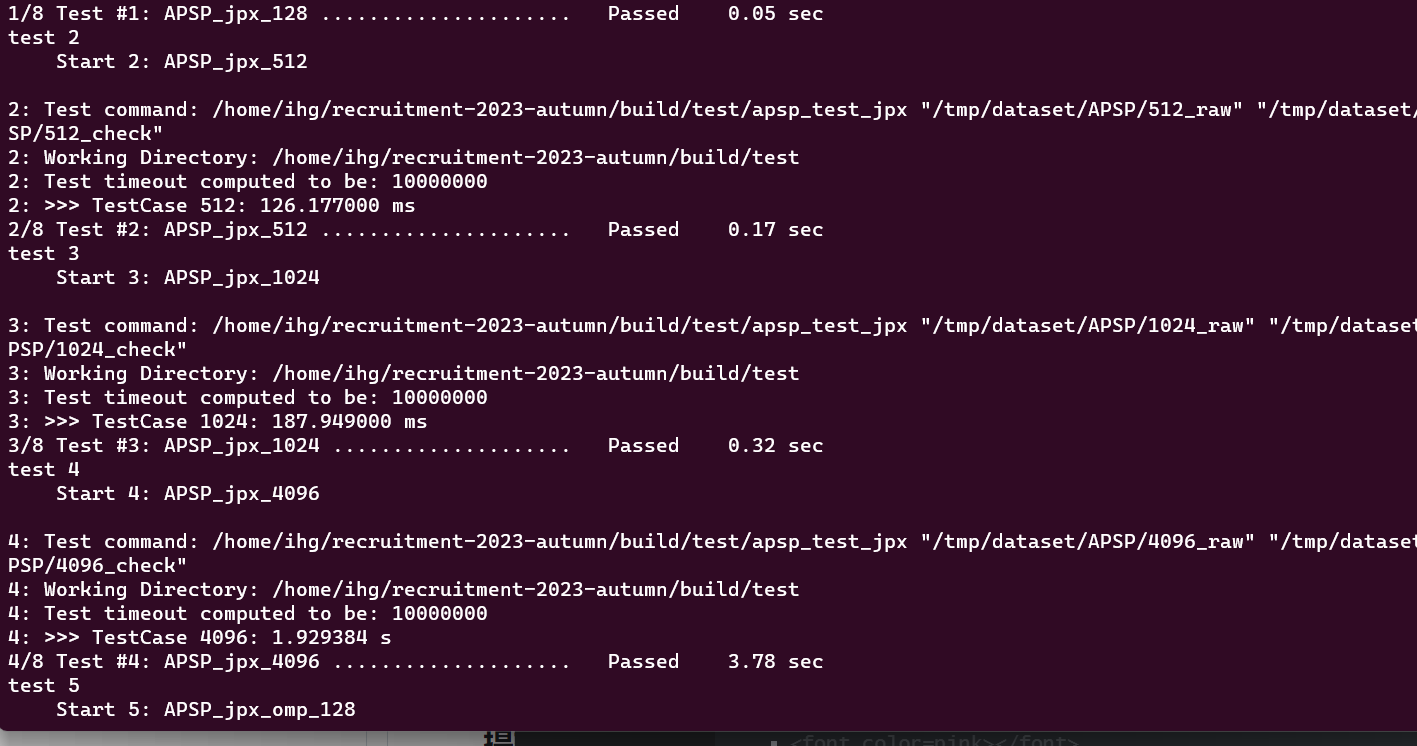 1/8 Test #1: APSP_jpx_128 .....................   Passed    0.05 sec
test 2
    Start 2: APSP_jpx_512

2: Test command: /home/ihg/recruitment-2023-autumn/build/test/apsp_test_jpx "/tmp/dataset/APSP/512_raw" "/tmp/dataset/
SP/512_check"
2: Working Directory: /home/ihg/recruitment-2023-autumn/build/test
2: Test timeout computed to be: 10000000
2: >>> TestCase 512: 126.177000 ms
2/8 Test #2: APSP_jpx_512 .....................   Passed    0.17 sec
test 3
    Start 3: APSP_jpx_1024

3: Test command: /home/ihg/recruitment-2023-autumn/build/test/apsp_test_jpx "/tmp/dataset/APSP/1024_raw" "/tmp/dataset
PSP/1024_check"
3: Working Directory: /home/ihg/recruitment-2023-autumn/build/test
3: Test timeout computed to be: 10000000
3: >>> TestCase 1024: 187.949000 ms
3/8 Test #3: APSP_jpx_1024 ....................   Passed    0.32 sec
test 4
    Start 4: APSP_jpx_4096

4: Test command: /home/ihg/recruitment-2023-autumn/build/test/apsp_test_jpx "/tmp/dataset/APSP/4096_raw" "/tmp/dataset
PSP/4096_check"
4: Working Directory: /home/ihg/recruitment-2023-autumn/build/test
4: Test timeout computed to be: 10000000
4: >>> TestCase 4096: 1.929384 s
4/8 Test #4: APSP_jpx_4096 ....................   Passed    3.78 sec
test 5
    Start 5: APSP_jpx_omp_128
<font color=pink></font>